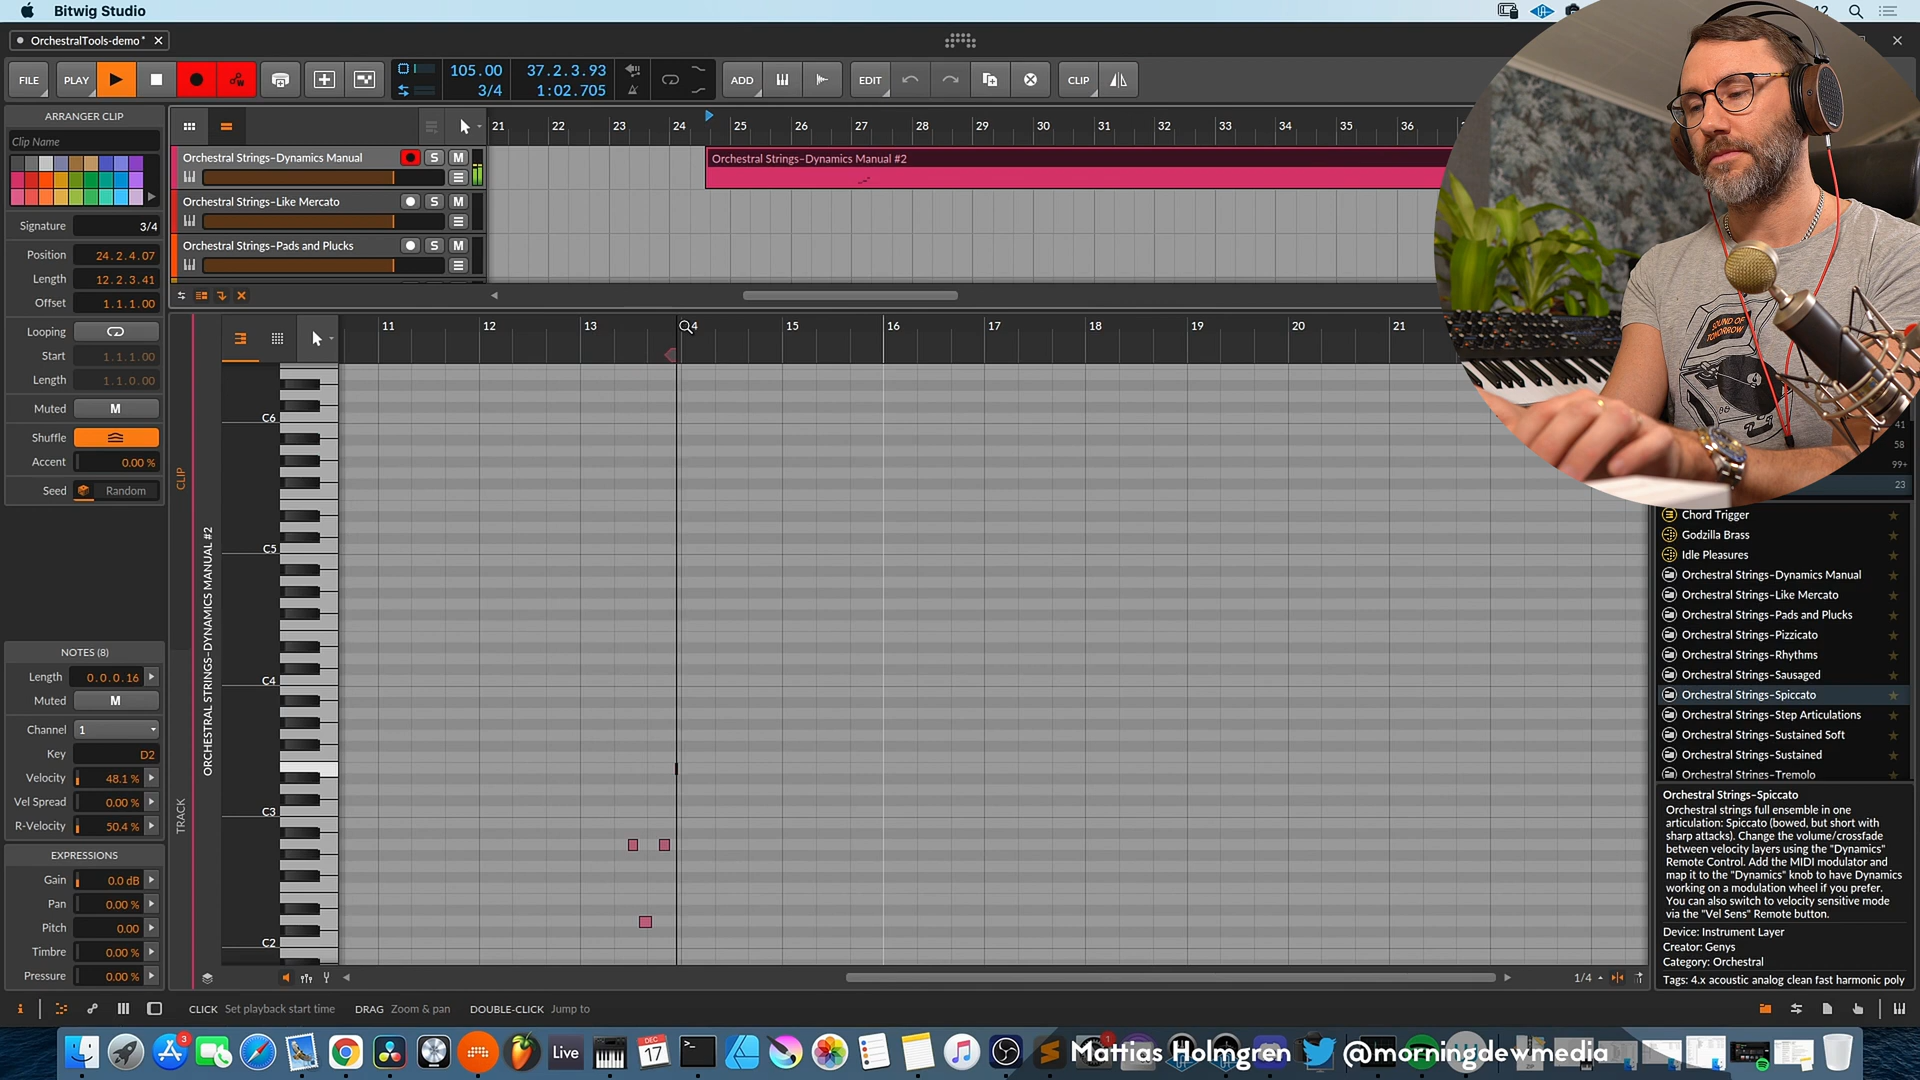 Bitwig Studio
12
OrchestralTools-demo*
FILE
PLAY
105.00
3/4
37.2.3.93
1:02.705
ADD
EDIT
CLIP
ARRANGER CLIP
Clip Name
Signature 3/4
Position 24.2.4.07
Length 12.2.3.41
Offset 1.1.1.00
Looping
Start 1.1.1.00
Length 1.1.0.00
Muted M
Shuffle
Accent 0.00 %
Seed Random
NOTES (8)
Length 0.0.0.16
Muted M
Channel 1
Key D2
Velocity 48.1 %
Vel Spread 0.00 %
R-Velocity 50.4 %
EXPRESSIONS
Gain 0.0 dB
Pan 0.00 %
Pitch 0.00
Timbre 0.00 %
Pressure 0.00 %
21 22 23 24 25 26 27 28 29 30 31 32 33 34 35 36
Orchestral Strings-Dynamics Manual S M
Orchestral Strings-Dynamics Manual #2
Orchestral Strings-Like Mercato S M
Orchestral Strings-Pads and Plucks S M
11 12 13 4 15 16 17 18 19 20 21
CLIP
TRACK
ORCHESTRAL STRINGS-DYNAMICS MANUAL #2
C6
C5
C4
C3
C2
1/4
SOUND OF TOMORROW
41
58
99+
23
Chord Trigger
Godzilla Brass
Idle Pleasures
Orchestral Strings-Dynamics Manual
Orchestral Strings-Like Mercato
Orchestral Strings-Pads and Plucks
Orchestral Strings-Pizzicato
Orchestral Strings-Rhythms
Orchestral Strings-Sausaged
Orchestral Strings-Spiccato
Orchestral Strings-Step Articulations
Orchestral Strings-Sustained Soft
Orchestral Strings-Sustained
Orchestral Strings-Tremolo
Orchestral Strings-Spiccato
Orchestral strings full ensemble in one
articulation: Spiccato (bowed, but short with
sharp attacks). Change the volume/crossfade
between velocity layers using the "Dynamics"
Remote Control. Add the MIDI modulator and
map it to the "Dynamics" knob to have Dynamics
working on a modulation wheel if you prefer.
You can also switch to velocity sensitive mode
via the "Vel Sens" Remote button.
Device: Instrument Layer
Creator: Genys
Category: Orchestral
Tags: 4.x acoustic analog clean fast harmonic poly
CLICK Set playback start time DRAG Zoom & pan DOUBLE-CLICK Jump to
3
Live
DEC
17
1
Mattias Holmgren @morningdewmedia